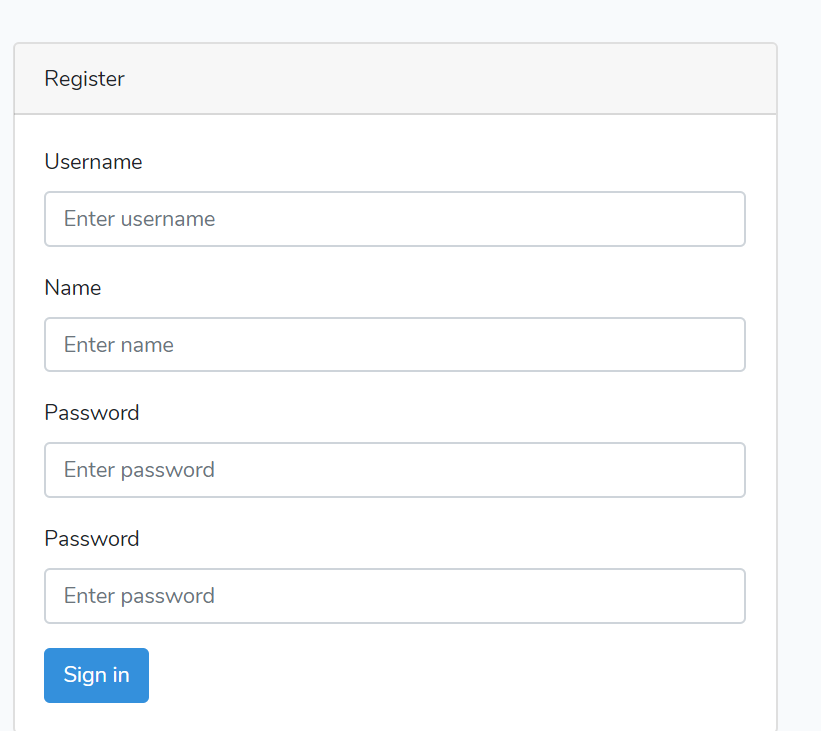 Register
Username
Enter username
Name
Enter name
Password
Enter password
Password
Enter password
Sign in